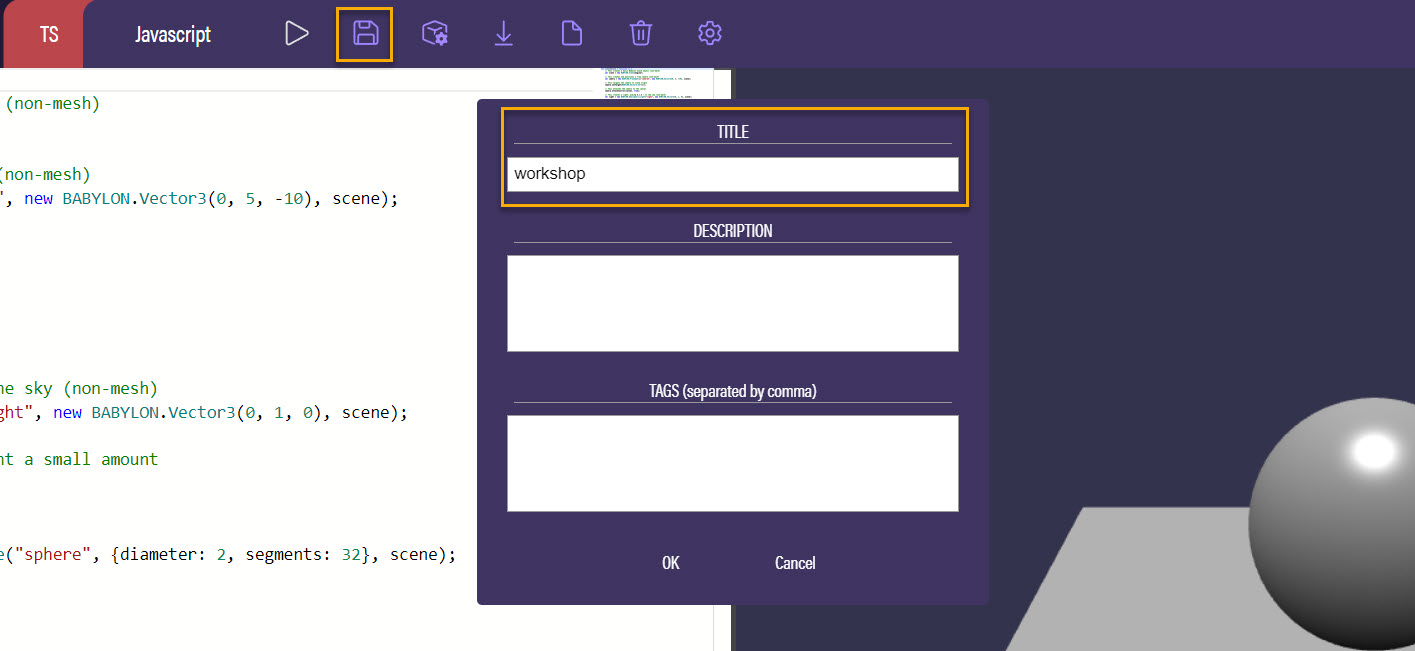 TS
Javascript
(non-mesh)
(non-mesh)
", new BABYLON.Vector3(0, 5, -10), scene);
he sky (non-mesh)
ght", new BABYLON.Vector3(0, 1, 0), scene);
nt a small amount
e("sphere", {diameter: 2, segments: 32}, scene);
TITLE
workshop
DESCRIPTION
TAGS (separated by comma)
OK
Cancel